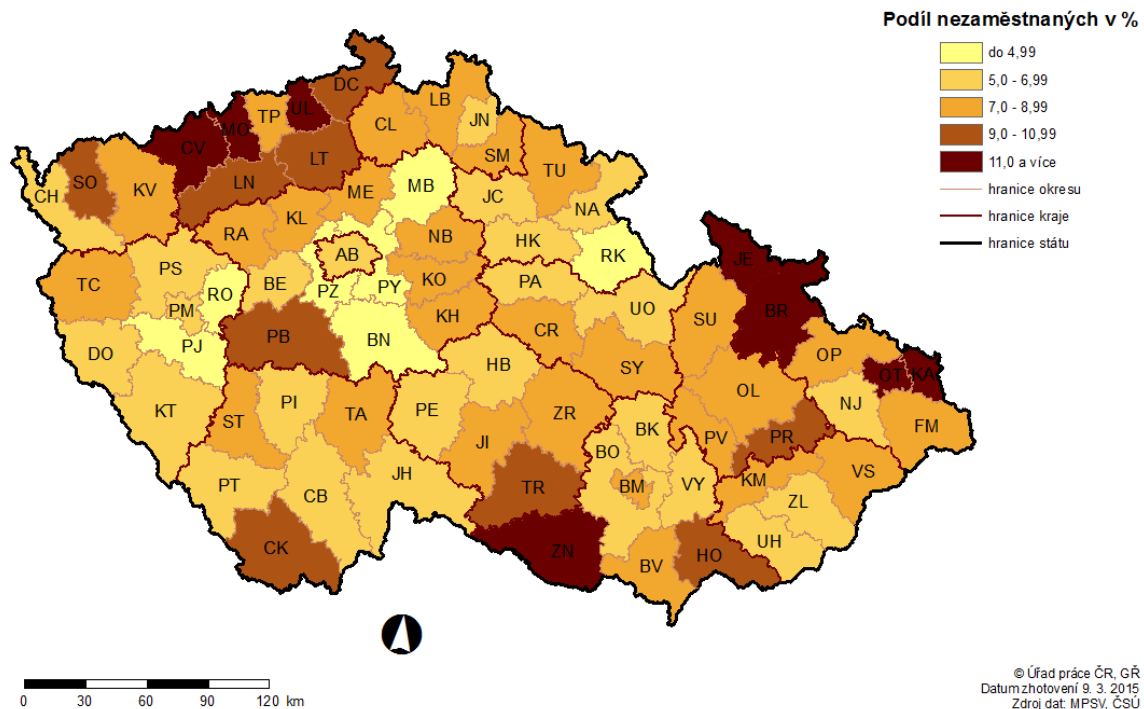 Podíl nezaměstnaných v %
do 4,99
5,0 - 6,99
7,0 - 8,99
9,0 - 10,99
11,0 a více
hranice okresu
hranice kraje
hranice státu
DC
UL
LB
MO
TP
JN
CL
CV
LT
SM
SO
LN
TU
CH
KV
ME
MB
JC
NA
KL
RA
NB
HK
RK
AB
JE
PS
TC
BE
KO
PA
RO
PZ
PY
UO
BR
PM
KH
SU
CR
PB
BN
PJ
DO
OP
HB
SY
OT
KA
OL
KT
PI
PE
NJ
ST
TA
ZR
FM
BK
PV
PR
JI
BO
VS
JH
KM
PT
TR
BM
VY
CB
ZL
UH
CK
ZN
HO
BV
0 30 60 90 120 km
© Úřad práce ČR, GŘ
Datum zhotovení 9. 3. 2015
Zdroj dat: MPSV, ČSÚ